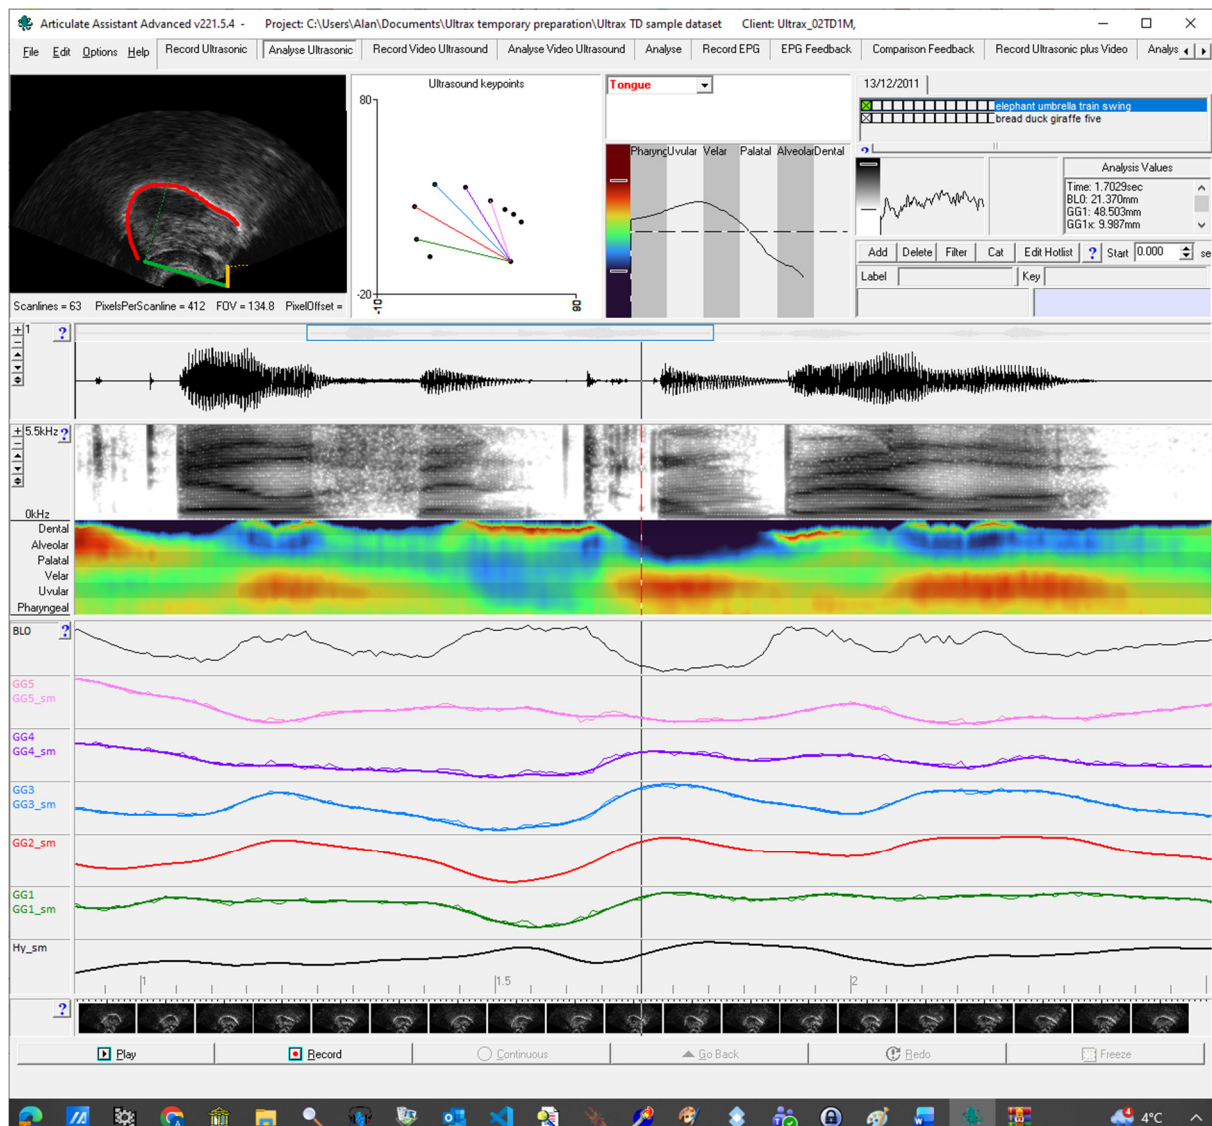 Articulate Assistant Advanced v221.5.4 - Project: C:\Users\Alan\Documents\Ultrax temporary preparation\Ultrax TD sample dataset Client: Ultrax_02TD1M,
File Edit Options Help Record Ultrasonic Analyse Ultrasonic Record Video Ultrasound Analyse Video Ultrasound Analyse Record EPG EPG Feedback Comparison Feedback Record Ultrasonic plus Video Analys
Ultrasound keypoints
80
-20
-10
90
Scanlines = 63 PixelsPerScanline = 412 FOV = 134.8 PixelOffset =
Tongue
Pharyng Uvular Velar Palatal Alveolar Dental
13/12/2011
elephant umbrella train swing
bread duck giraffe five
?
Analysis Values
Time: 1.7029sec
BL0: 21.370mm
GG1: 48.503mm
GG1x: 9.987mm
Add Delete Filter Cat Edit Hotlist ? Start 0.000 se
Label Key
+ 1 ?
-
+ 5.5kHz ?
-
0kHz
Dental
Alveolar
Palatal
Velar
Uvular
Pharyngeal
BL0 ?
GG5
GG5_sm
GG4
GG4_sm
GG3
GG3_sm
GG2_sm
GG1
GG1_sm
Hy_sm
1 1.5 2
?
Play Record Continuous Go Back Redo Freeze
4 4°C